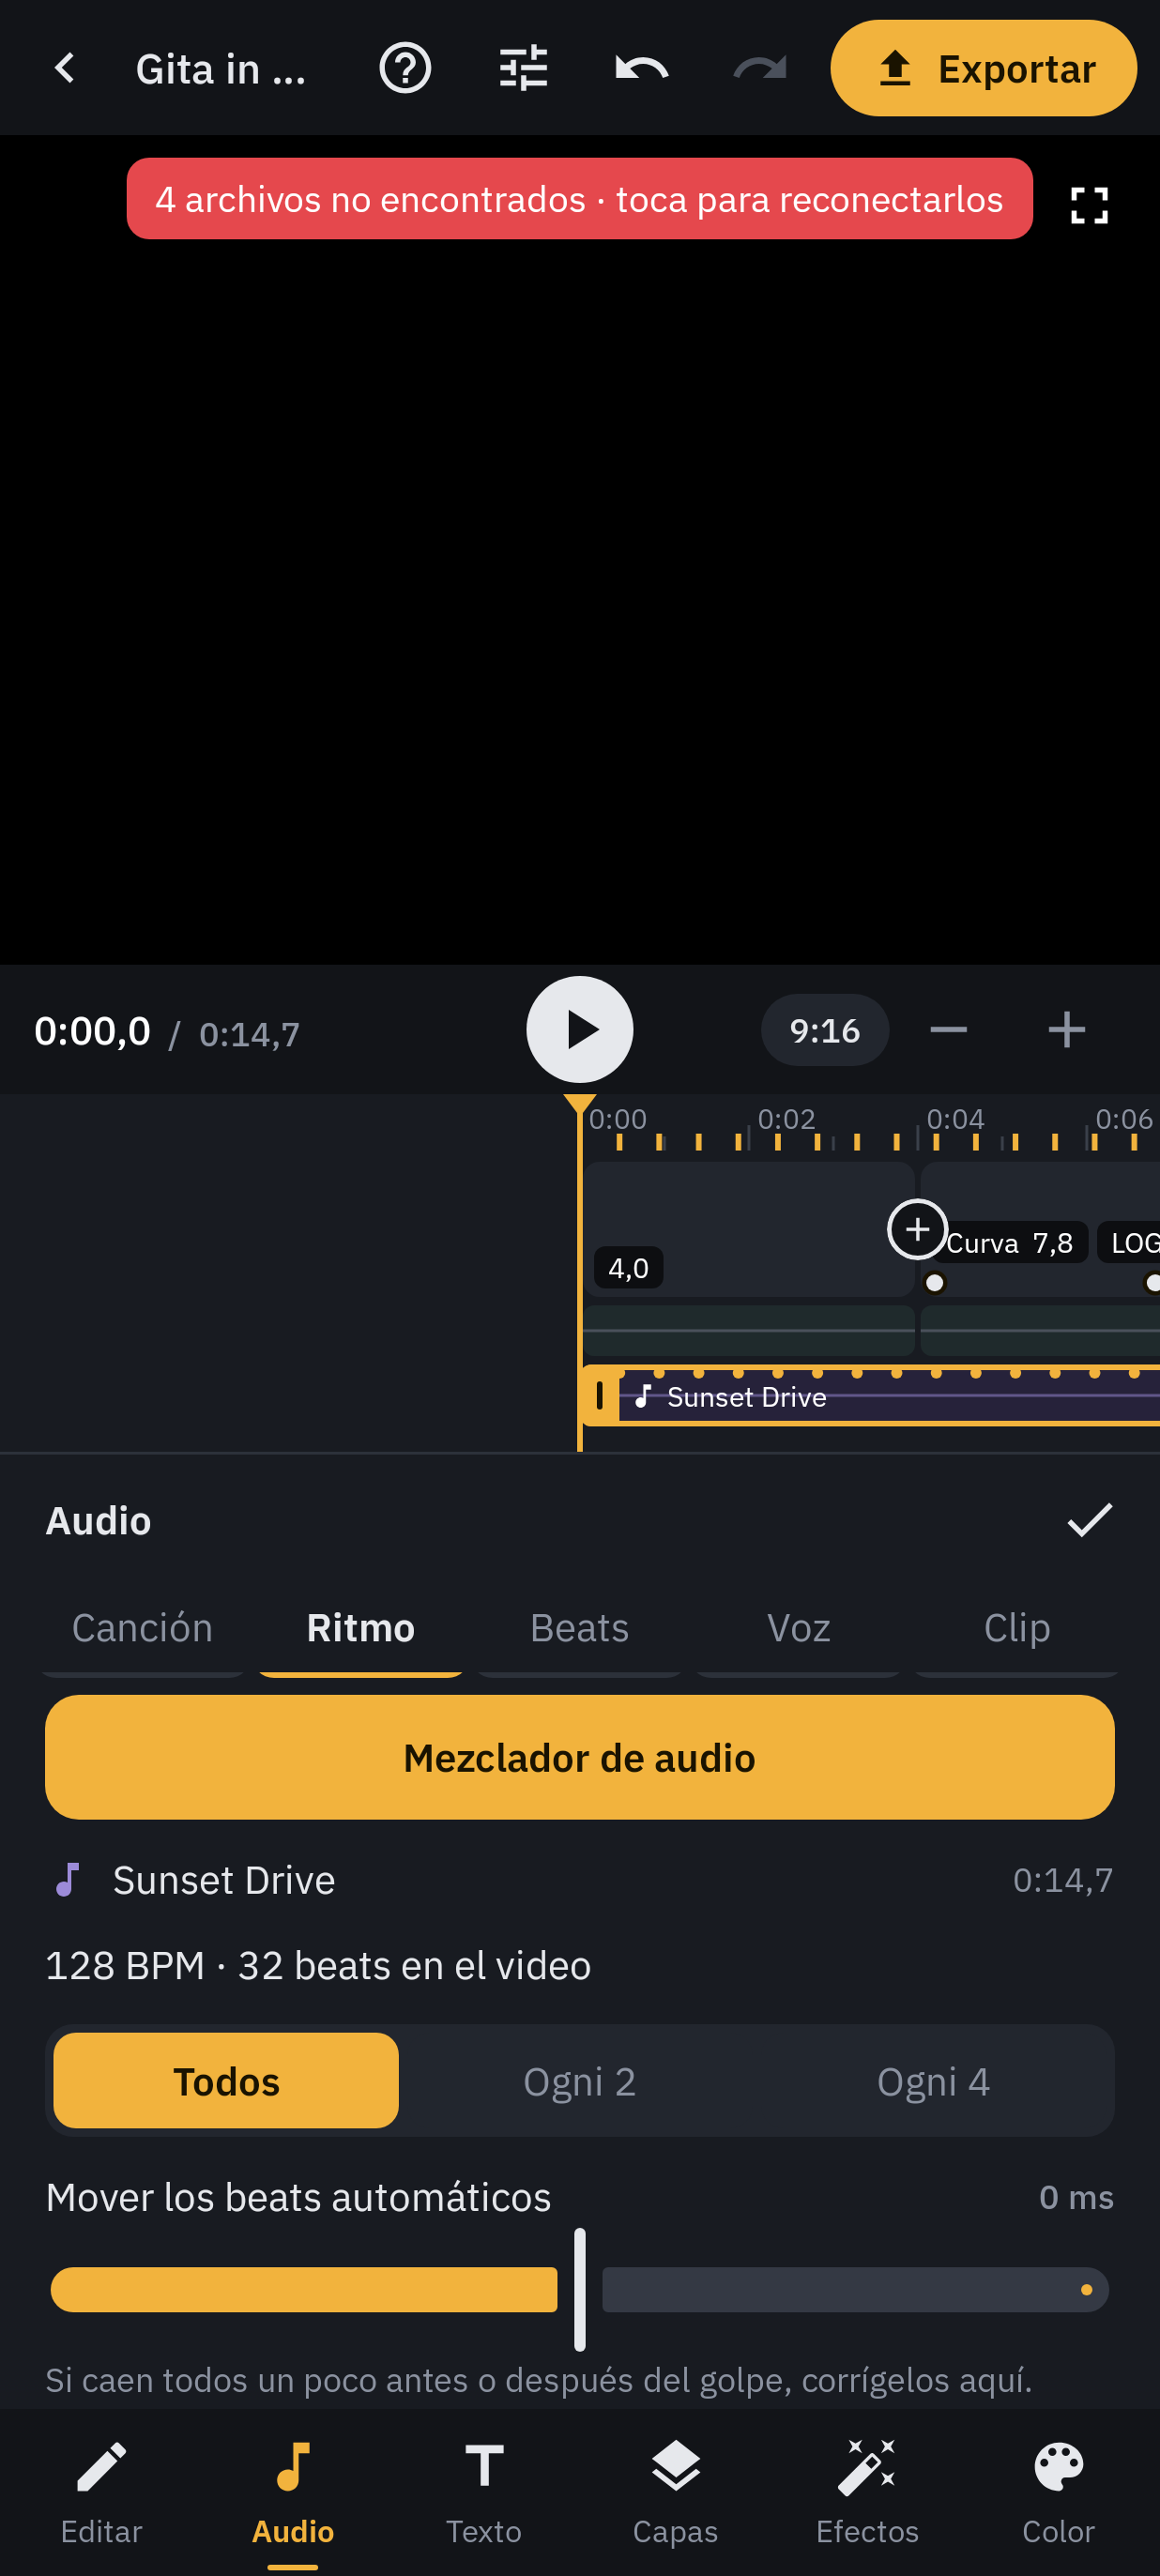 Gita in ...
Exportar
4 archivos no encontrados · toca para reconectarlos
0:00,0 / 0:14,7
9:16
0:00 0:02 0:04 0:06
4,0
Curva 7,8
LOG
Sunset Drive
Audio
Canción Ritmo Beats Voz Clip
Mezclador de audio
Sunset Drive 0:14,7
128 BPM · 32 beats en el video
Todos Ogni 2 Ogni 4
Mover los beats automáticos 0 ms
Si caen todos un poco antes o después del golpe, corrígelos aquí.
Editar Audio Texto Capas Efectos Color